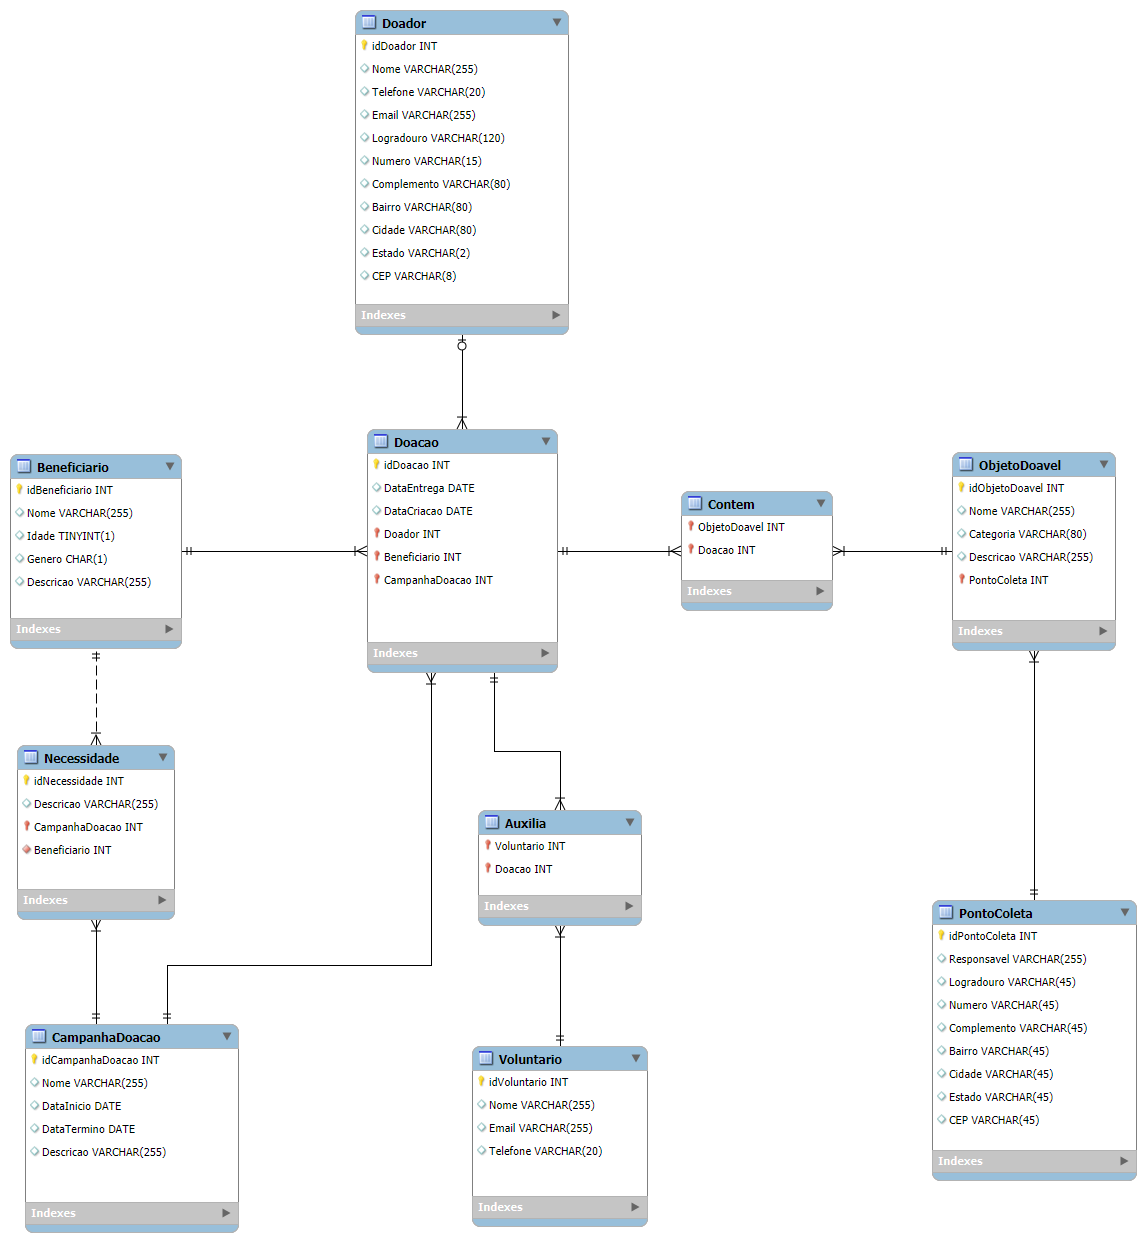 Doador
idDoador INT
Nome VARCHAR(255)
Telefone VARCHAR(20)
Email VARCHAR(255)
Logradouro VARCHAR(120)
Numero VARCHAR(15)
Complemento VARCHAR(80)
Bairro VARCHAR(80)
Cidade VARCHAR(80)
Estado VARCHAR(2)
CEP VARCHAR(8)
Indexes
Beneficiario
idBeneficiario INT
Nome VARCHAR(255)
Idade TINYINT(1)
Genero CHAR(1)
Descricao VARCHAR(255)
Indexes
Doacao
idDoacao INT
DataEntrega DATE
DataCriacao DATE
Doador INT
Beneficiario INT
CampanhaDoacao INT
Indexes
Contem
ObjetoDoavel INT
Doacao INT
Indexes
ObjetoDoavel
idObjetoDoavel INT
Nome VARCHAR(255)
Categoria VARCHAR(80)
Descricao VARCHAR(255)
PontoColeta INT
Indexes
Necessidade
idNecessidade INT
Descricao VARCHAR(255)
CampanhaDoacao INT
Beneficiario INT
Indexes
Auxilia
Voluntario INT
Doacao INT
Indexes
PontoColeta
idPontoColeta INT
Responsavel VARCHAR(255)
Logradouro VARCHAR(45)
Numero VARCHAR(45)
Complemento VARCHAR(45)
Bairro VARCHAR(45)
Cidade VARCHAR(45)
Estado VARCHAR(45)
CEP VARCHAR(45)
Indexes
CampanhaDoacao
idCampanhaDoacao INT
Nome VARCHAR(255)
DataInicio DATE
DataTermino DATE
Descricao VARCHAR(255)
Indexes
Voluntario
idVoluntario INT
Nome VARCHAR(255)
Email VARCHAR(255)
Telefone VARCHAR(20)
Indexes